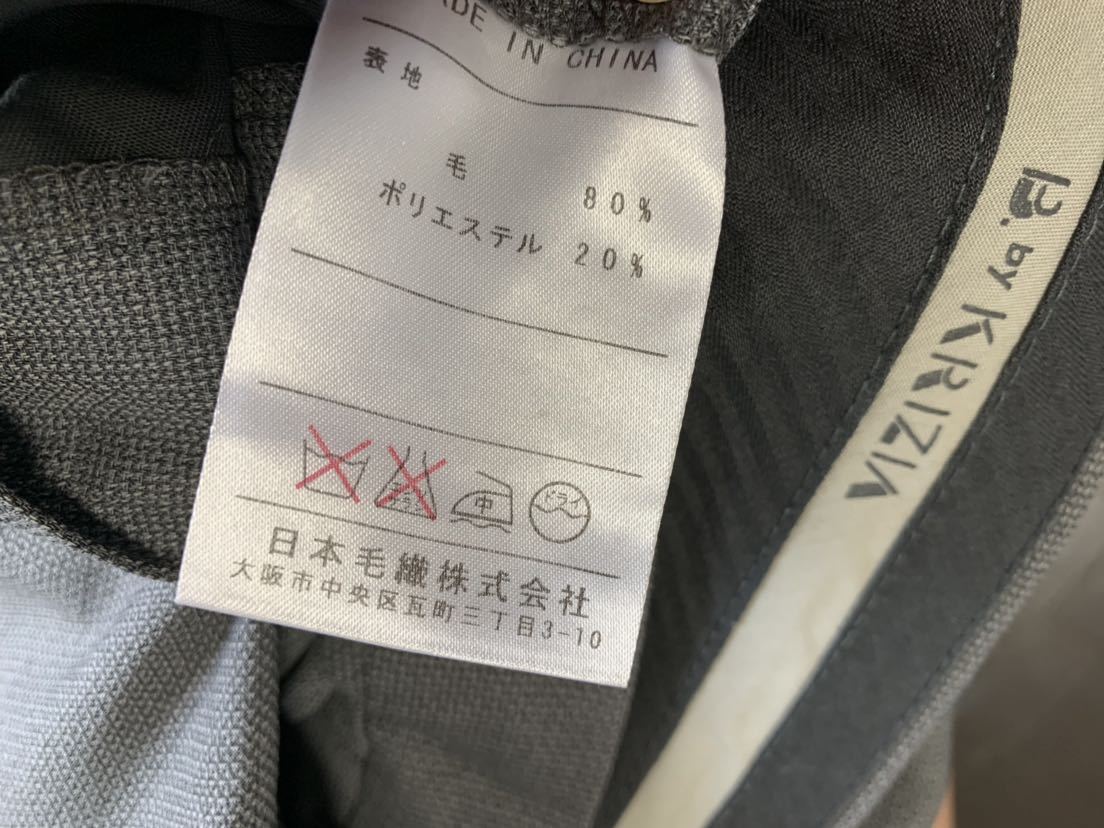 MADE IN CHINA
表地
毛 80%
ポリエステル 20%
中
ドライ
日本毛織株式会社
大阪市中央区瓦町三丁目3-10
by KRIZIA